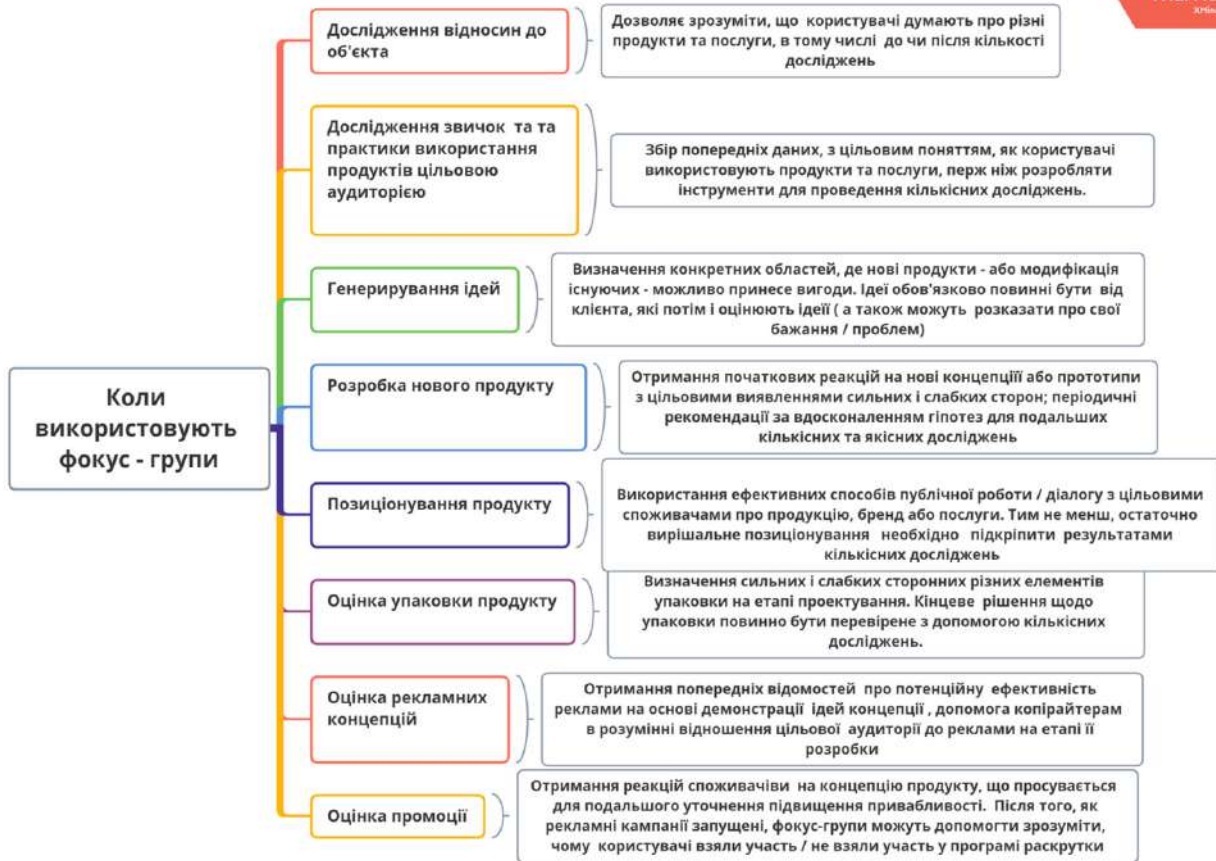 Дослідження відносин до
об'єкта
Дозволяє зрозуміти, що користувачі думають про різні
продукти та послуги, в тому числі до чи після кількості
досліджень
Дослідження звичок та та
практики використання
продуктів цільовою
аудиторією
Збір попередніх даних, з цільовим поняттям, як користувачі
використовують продукти та послуги, перж ніж розробляти
інструменти для проведення кількісних досліджень.
Генерирування ідей
Визначення конкретних областей, де нові продукти - або модифікація
існуючих - можливо принесе вигоди. Ідеї обов'язково повинні бути від
клієнта, які потім і оцінюють ідеїї ( а також можуть розказати про свої
бажання / проблем)
Коли
використовують
фокус - групи
Розробка нового продукту
Отримання початкових реакцій на нові концепціїї або прототипи
з цільовими виявленнями сильних і слабких сторон; періодичні
рекомендації за вдосконаленням гіпотез для подальших
кількісних та якісних досліджень
Позиціонування продукту
Використання ефективних способів публічної роботи / діалогу з цільовими
споживачами про продукцію, бренд або послуги. Тим не менш, остаточно
вирішальне позиціонування необхідно підкріпити результатами
кількісних досліджень
Оцінка упаковки продукту
Визначення сильних і слабких сторонних різних елементів
упаковки на етапі проектування. Кінцеве рішення щодо
упаковки повинно бути перевірене з допомогою кількісних
досліджень.
Оцінка рекламних
концепцій
Отримання попередніх відомостей про потенційну ефективність
реклами на основі демонстрації ідей концепції , допомога копірайтерам
в розумінні відношення цільової аудиторії до реклами на етапі її
розробки
Оцінка промоції
Отримання реакцій споживачіви на концепцію продукту, що просувається
для подальшого уточнення підвищення привабливості. Після того, як
рекламні кампанії запущені, фокус-групи можуть допомогти зрозуміти,
чому користувачі взяли участь / не взяли участь у програмі раскрутки